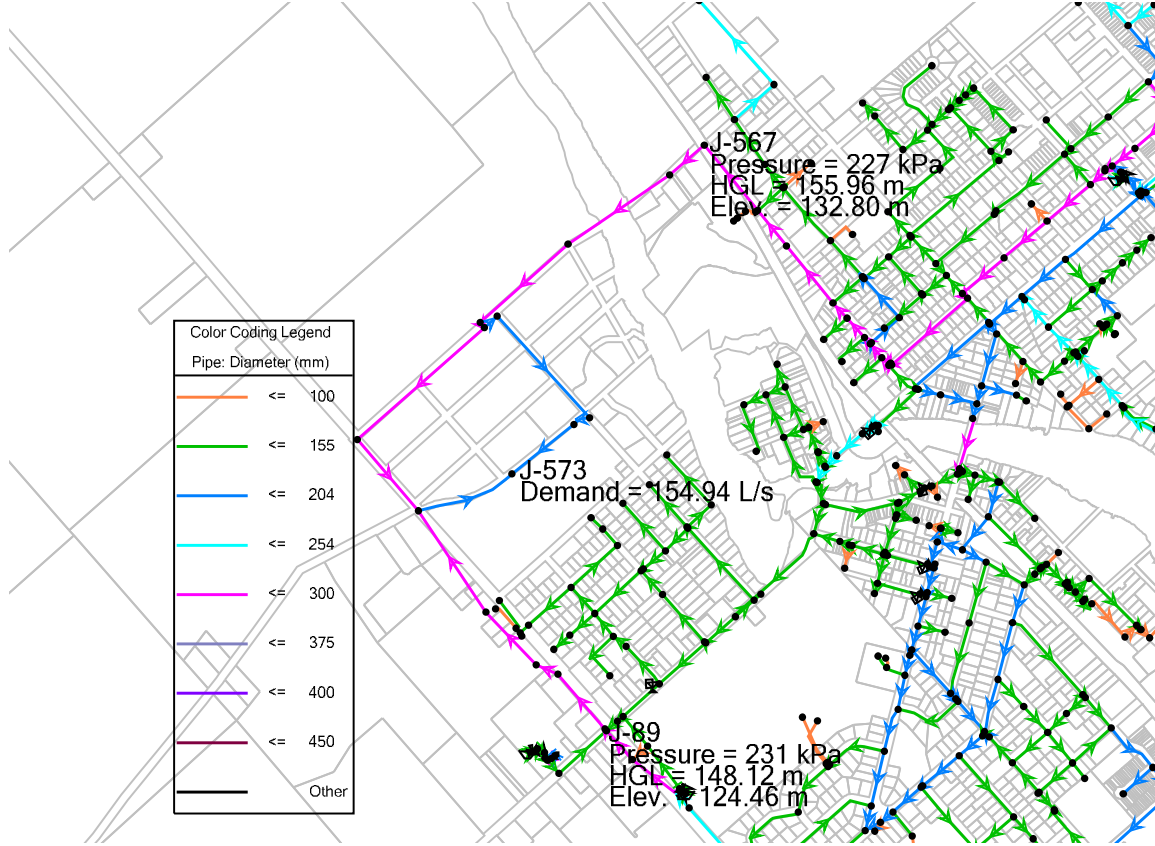 J-567
Pressure = 227 kPa
HGL = 155.96 m
Elev. = 132.80 m
Color Coding Legend
Pipe: Diameter (mm)
<= 100
<= 155
<= 204
<= 254
<= 300
<= 375
<= 400
<= 450
Other
J-573
Demand = 154.94 L/s
J-89
Pressure = 231 kPa
HGL = 148.12 m
Elev. = 124.46 m